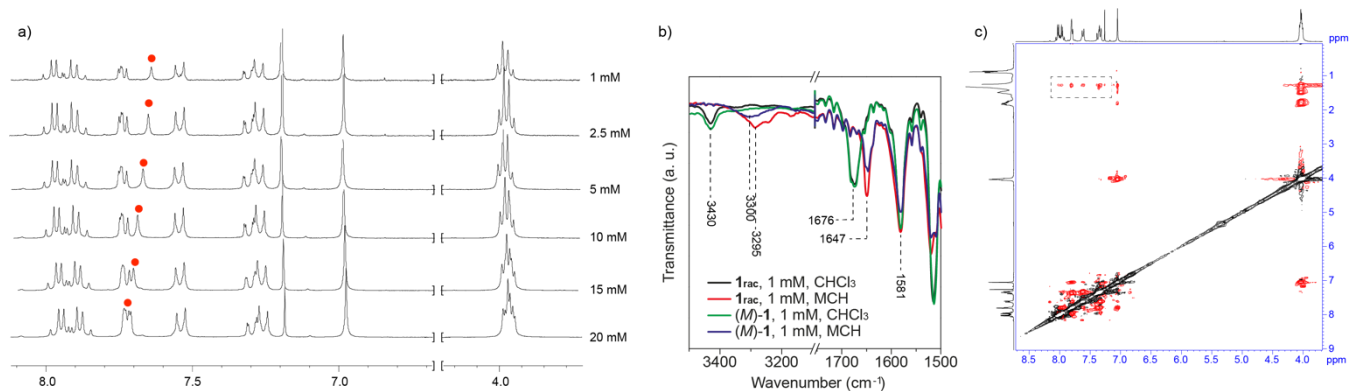 a)
1 mM
2.5 mM
5 mM
10 mM
15 mM
20 mM
] [
8.0 7.5 7.0 4.0
b)
Transmittance (a. u.)
3430
3300
3295
1676
1647
1581
1rac, 1 mM, CHCl₃
1rac, 1 mM, MCH
(M)-1, 1 mM, CHCl₃
(M)-1, 1 mM, MCH
3400 3200 1700 1600 1500
Wavenumber (cm⁻¹)
c)
ppm
1
2
3
4
5
6
7
8
9
8.5 8.0 7.5 7.0 6.5 6.0 5.5 5.0 4.5 4.0 ppm